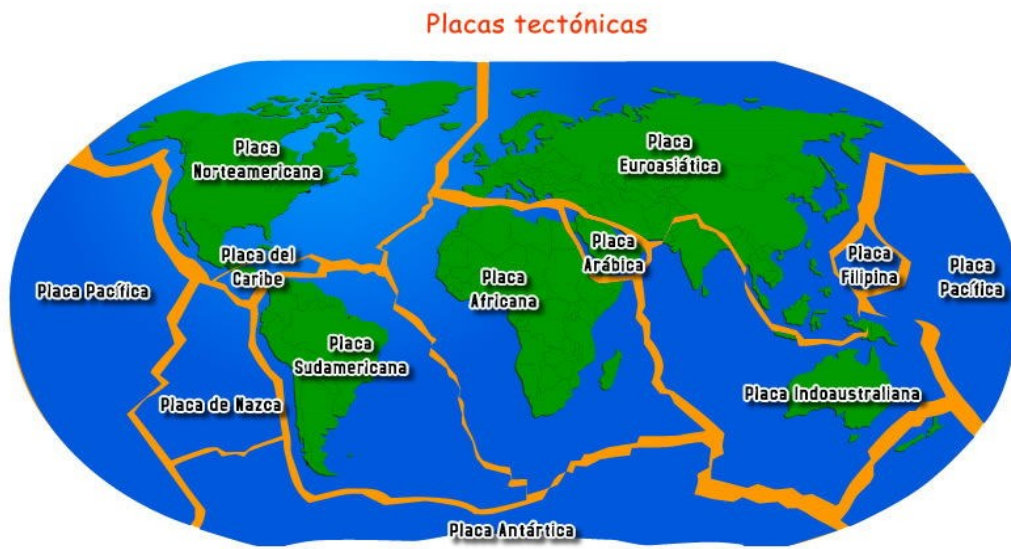 Placas tectónicas
Placa
Norteamericana
Placa
Euroasiática
Placa del
Caribe
Placa
Arábica
Placa
Filipina
Placa
Pacífica
Placa Pacífica
Placa
Africana
Placa
Sudamericana
Placa de Nazca
Placa Indoaustraliana
Placa Antártica